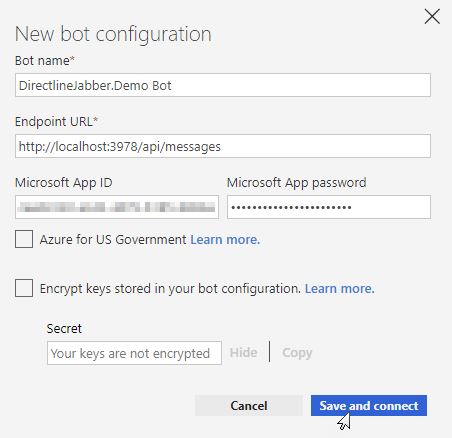 New bot configuration
Bot name*
DirectlineJabber.Demo Bot
Endpoint URL*
http://localhost:3978/api/messages
Microsoft App ID Microsoft App password
••••••••••••••••••••••
Azure for US Government Learn more.
Encrypt keys stored in your bot configuration. Learn more.
Secret
Your keys are not encrypted Hide Copy
Cancel Save and connect